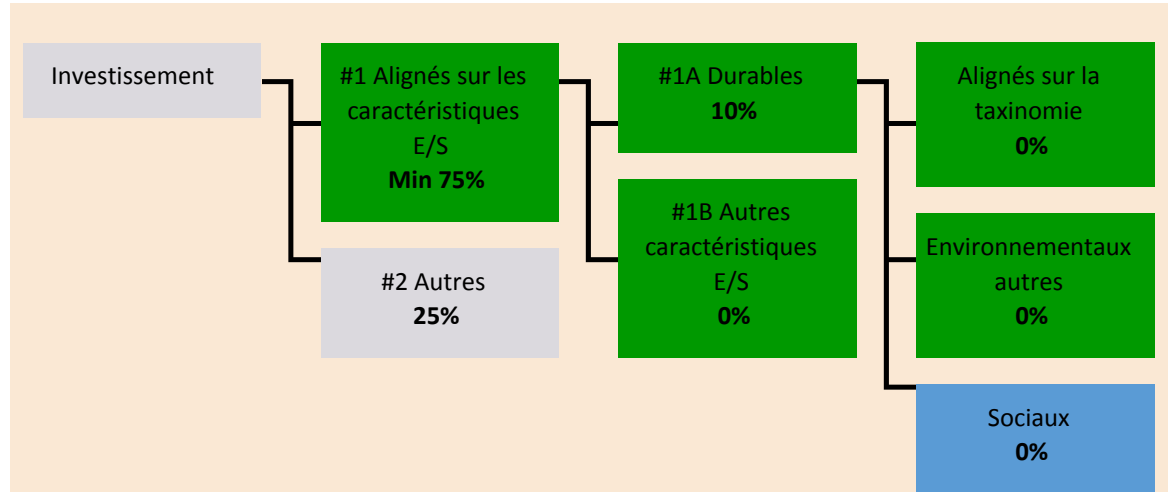 Investissement
#1 Alignés sur les
caractéristiques
E/S
Min 75%
#2 Autres
25%
#1A Durables
10%
#1B Autres
caractéristiques
E/S
0%
Alignés sur la
taxinomie
0%
Environnementaux
autres
0%
Sociaux
0%